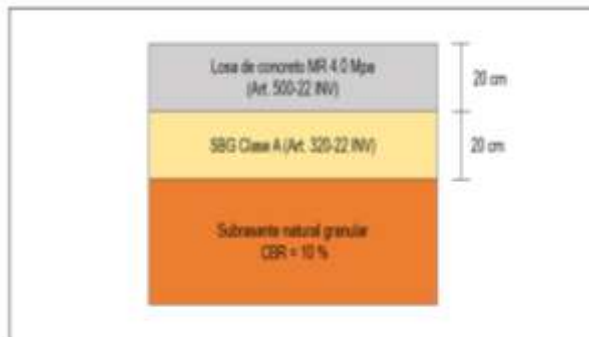 Losa de concreto MR 4.0 Mpa
(Art. 500-22 INV)
20 cm
SBG Clase A (Art. 320-22 INV)
20 cm
Subrasante natural granular
CBR = 10 %